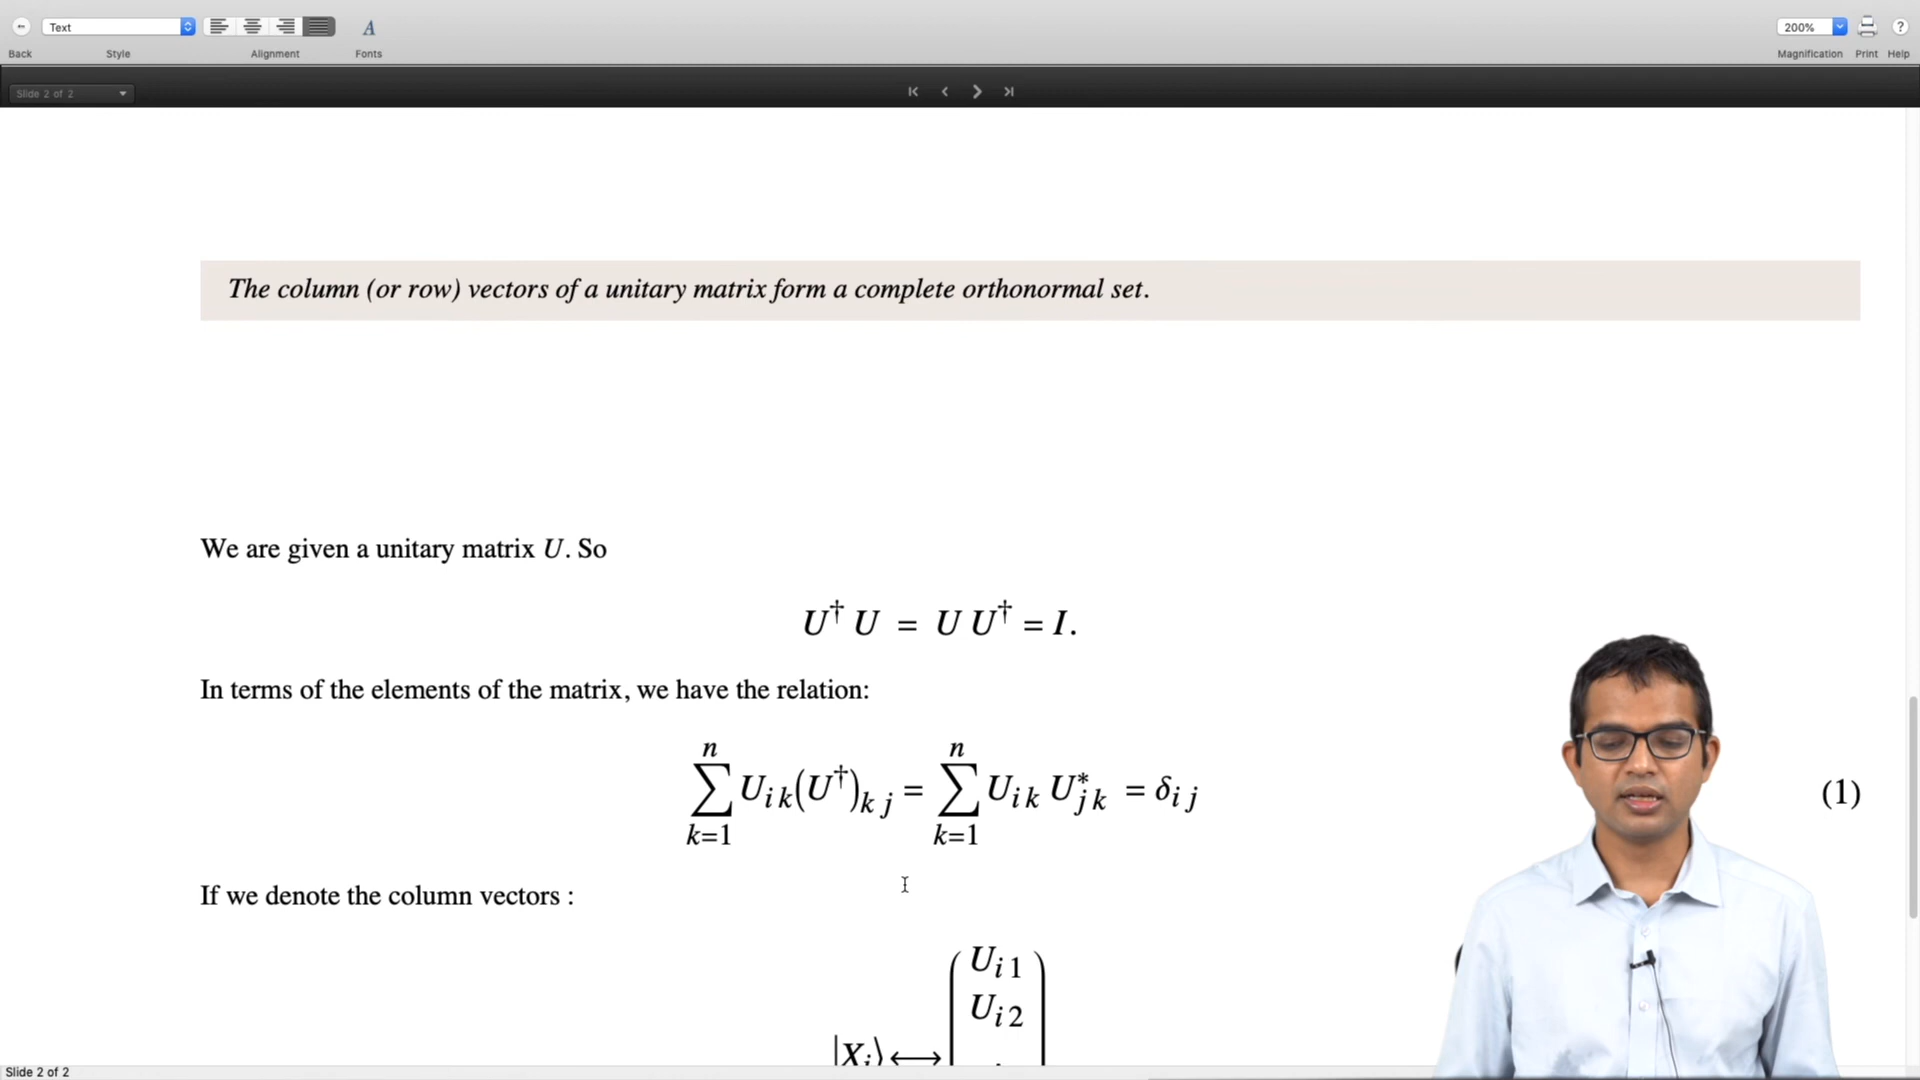 Text
200%
Back
Style
Alignment
A
Fonts
Magnification
Print
?
Help
Slide 2 of 2
The column (or row) vectors of a unitary matrix form a complete orthonormal set.
We are given a unitary matrix U. So
U† U = U U† = I.
In terms of the elements of the matrix, we have the relation:
∑_{k=1}^{n} U_{ik}(U†)_{kj} = ∑_{k=1}^{n} U_{ik} U*_{jk} = δ_{ij} (1)
If we denote the column vectors :
U_{i1}
U_{i2}
|X_i⟩ ⟷ .
Slide 2 of 2